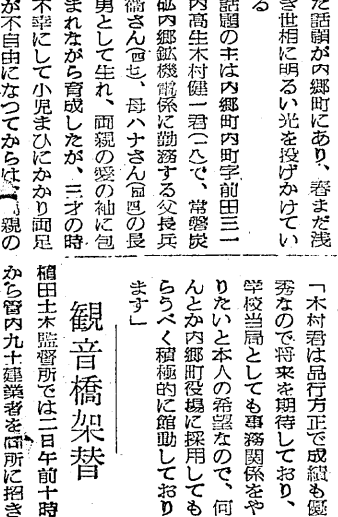 た話題が内郷町にあり、春まだ浅
き世相に明るい光を投げかけてい
る
話題の主は内郷町内町字前田三一
内高生木村健一君(一八)で、常磐炭
砿内郷鉱機電係に勤務する父長兵
衛さん(四七)、母ハナさん(四四)の長
男として生れ、両親の愛の袖に包
まれながら育成したが、三才の時
不幸にして小児まひにかかり両足
が不自由になつてからは、親の
「木村君は品行方正で成績も優
秀なので将来を期待しており、
学校当局としても事務関係をや
りたいと本人の希望なので、何
んとか内郷町役場に採用しても
らうべく積極的に館動しており
ます」
観音橋架替
植田土木監督所では二日午前十時
から管内九十建業者を同所に招き